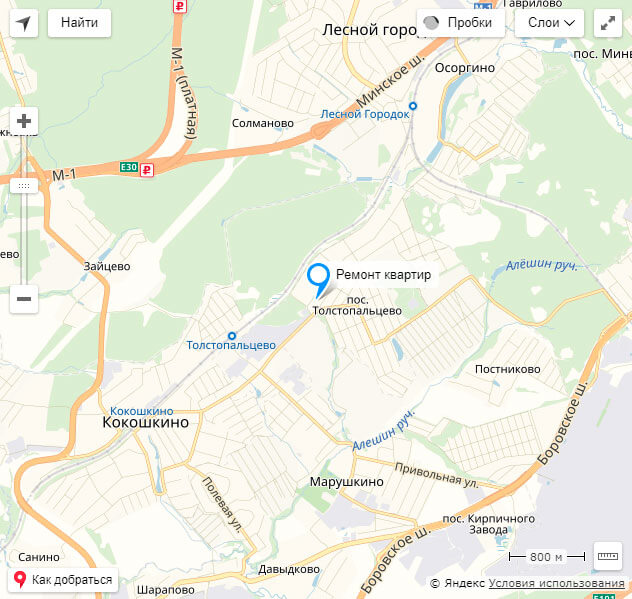 Гаврилово
Найти
Пробки
Слои
Лесной горо
М-1 (платная)
Минское ш.
Осоргино
пос. Минв
Лесной Городок
Солманово
Е30
М-1
Зайцево
Алёшин руч.
Ремонт квартир
пос.
Толстопальцево
Толстопальцево
Постниково
Кокошкино
Кокошкино
Алешин руч.
Боровское ш.
Привольная ул.
Марушкино
Полевая ул.
пос. Кирпичного
Завода
Боровское ш.
Санино
800 м
Давыдково
Как добраться
Шарапово
© Яндекс Условия использования